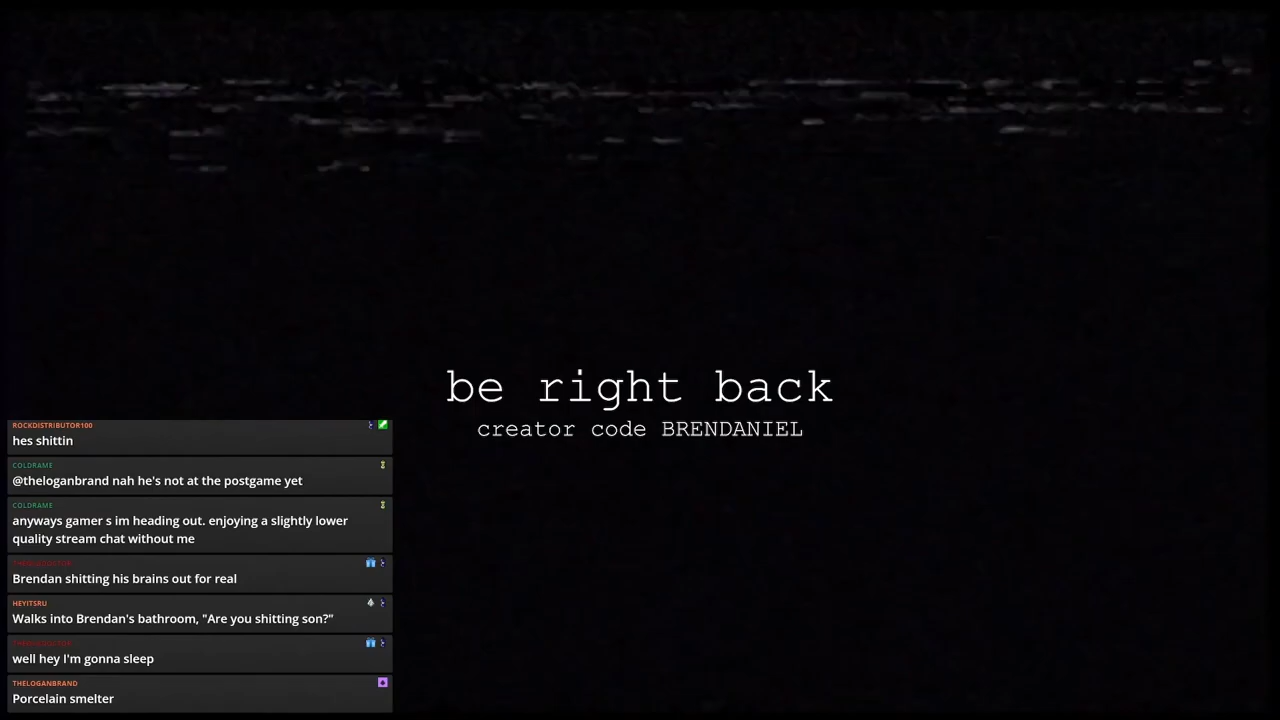 be right back
creator code BRENDANIEL
ROCKDISTRIBUTOR100
hes shittin
COLDRAME
@theloganbrand nah he's not at the postgame yet
COLDRAME
anyways gamer s im heading out. enjoying a slightly lower
quality stream chat without me
Brendan shitting his brains out for real
HEYITSRU
Walks into Brendan's bathroom, "Are you shitting son?"
well hey I'm gonna sleep
THELOGANBRAND
Porcelain smelter